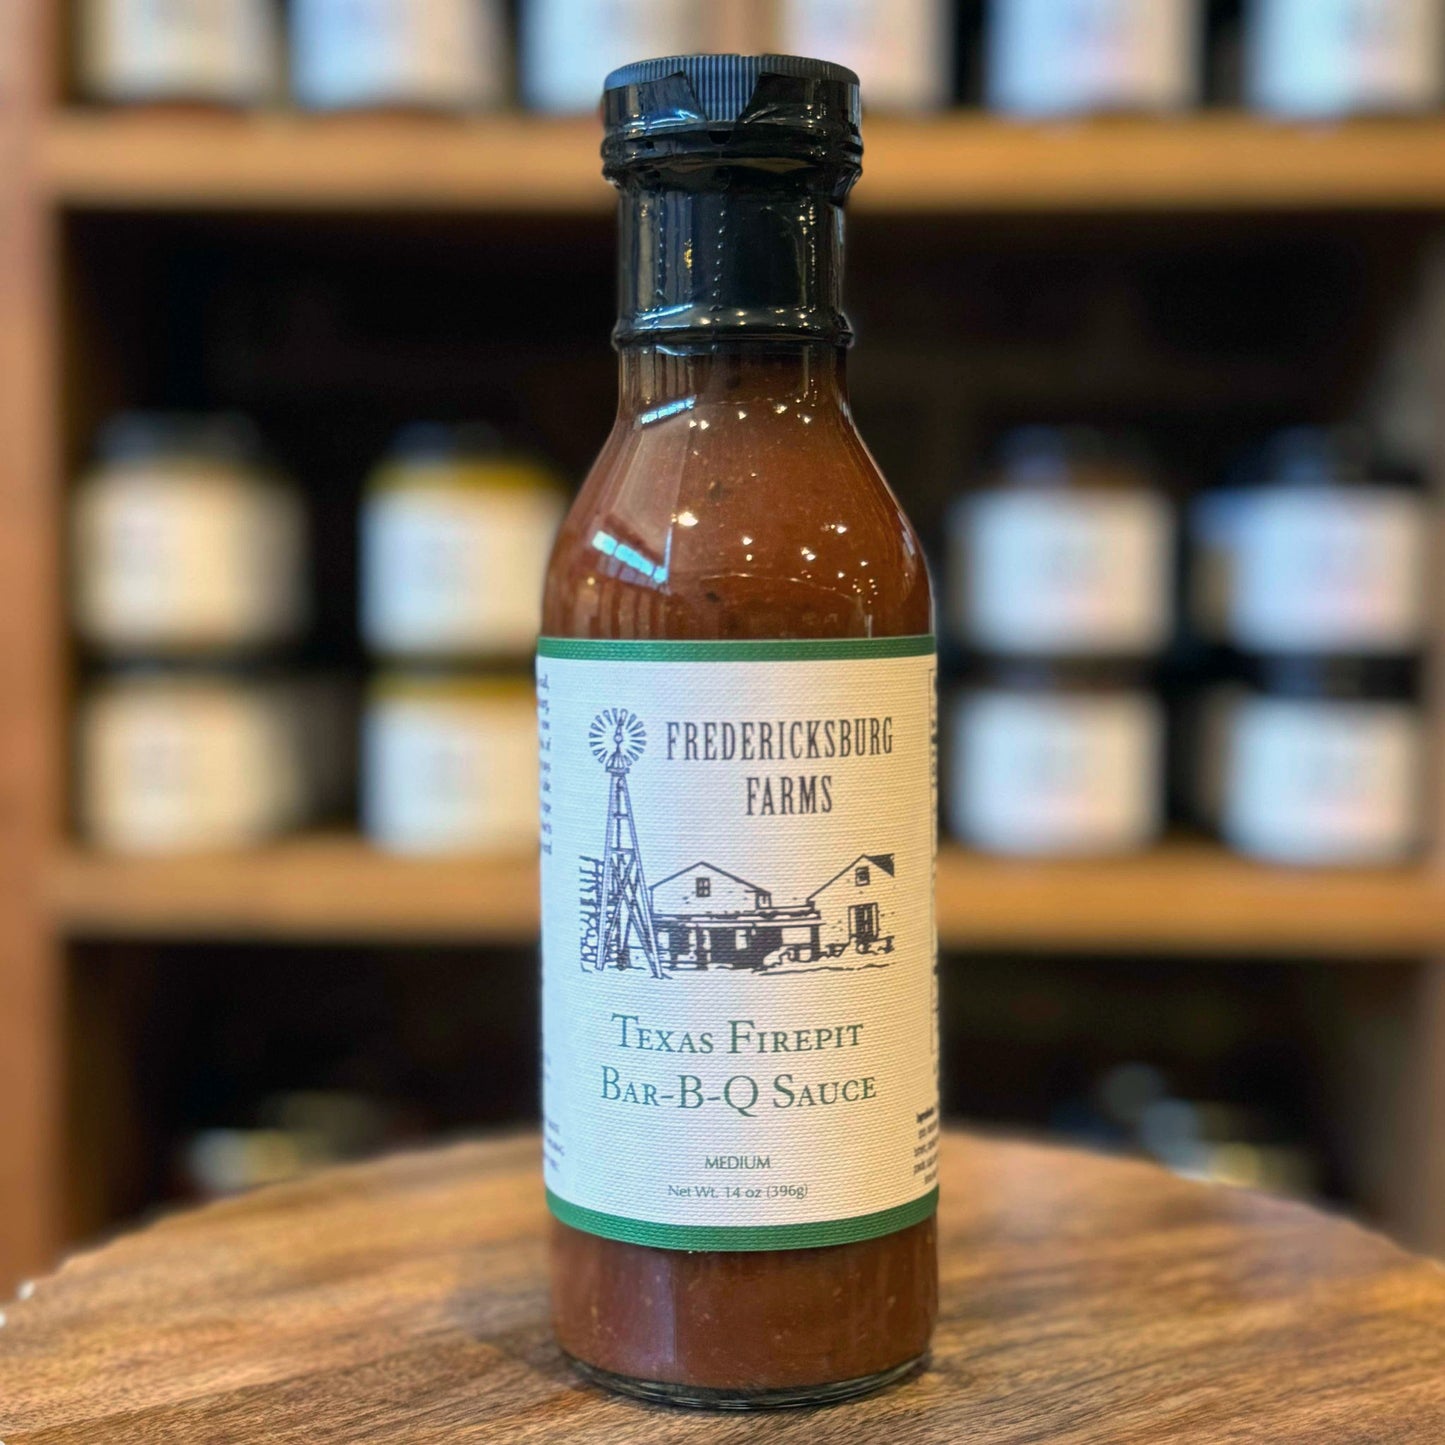 FREDERICKSBURG
FARMS
TEXAS FIREPIT
BAR-B-Q SAUCE
MEDIUM
Net Wt. 14 oz (396g)